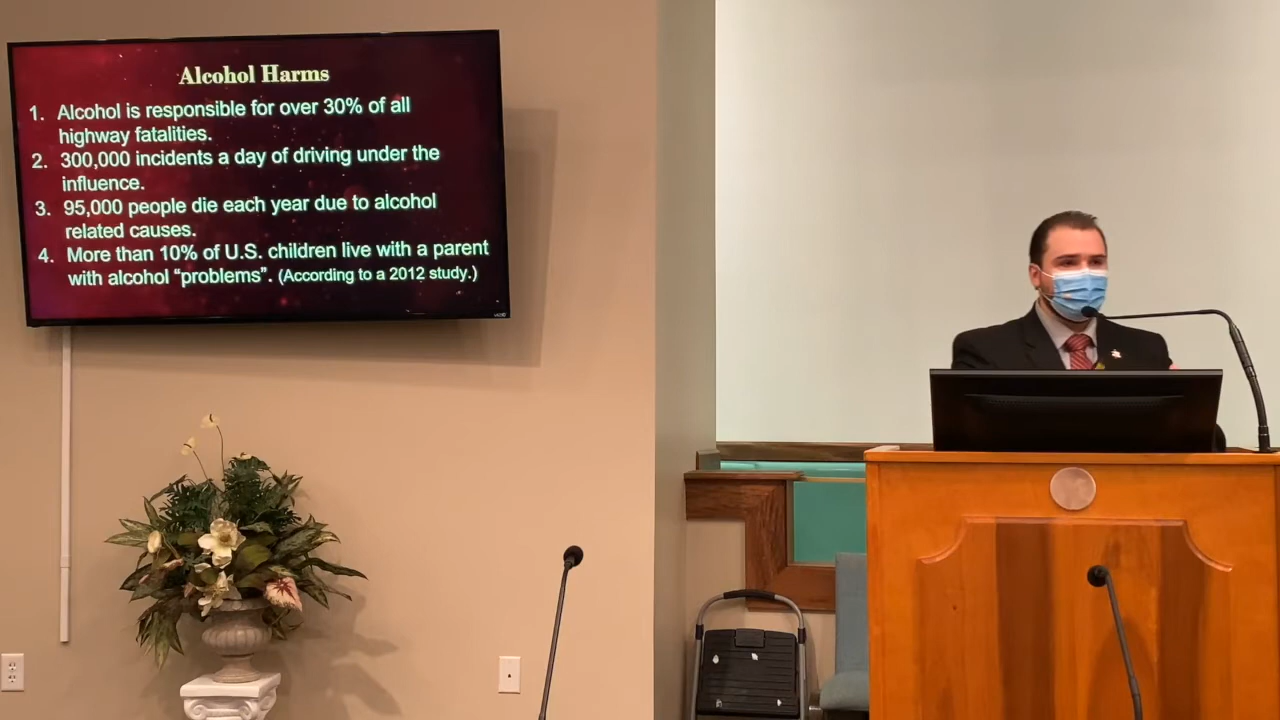 Alcohol Harms
1. Alcohol is responsible for over 30% of all
highway fatalities.
2. 300,000 incidents a day of driving under the
influence.
3. 95,000 people die each year due to alcohol
related causes.
4. More than 10% of U.S. children live with a parent
with alcohol “problems”. (According to a 2012 study.)
VIZIO